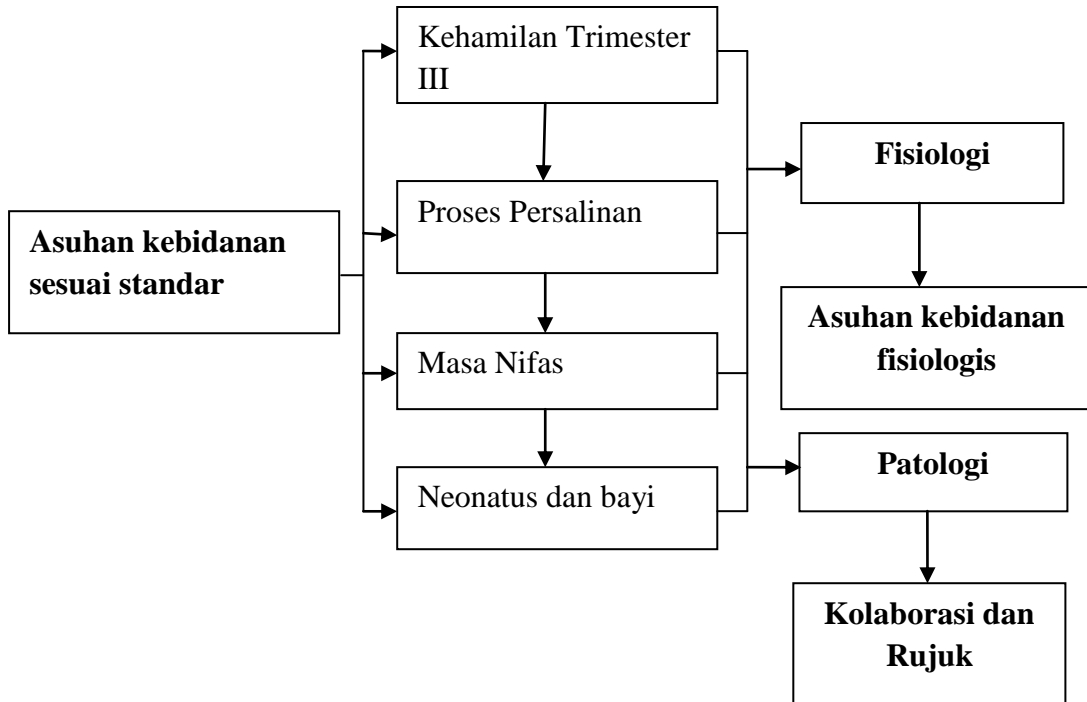 Kehamilan Trimester
III
Fisiologi
Proses Persalinan
Asuhan kebidanan
sesuai standar
Asuhan kebidanan
fisiologis
Masa Nifas
Patologi
Neonatus dan bayi
Kolaborasi dan
Rujuk